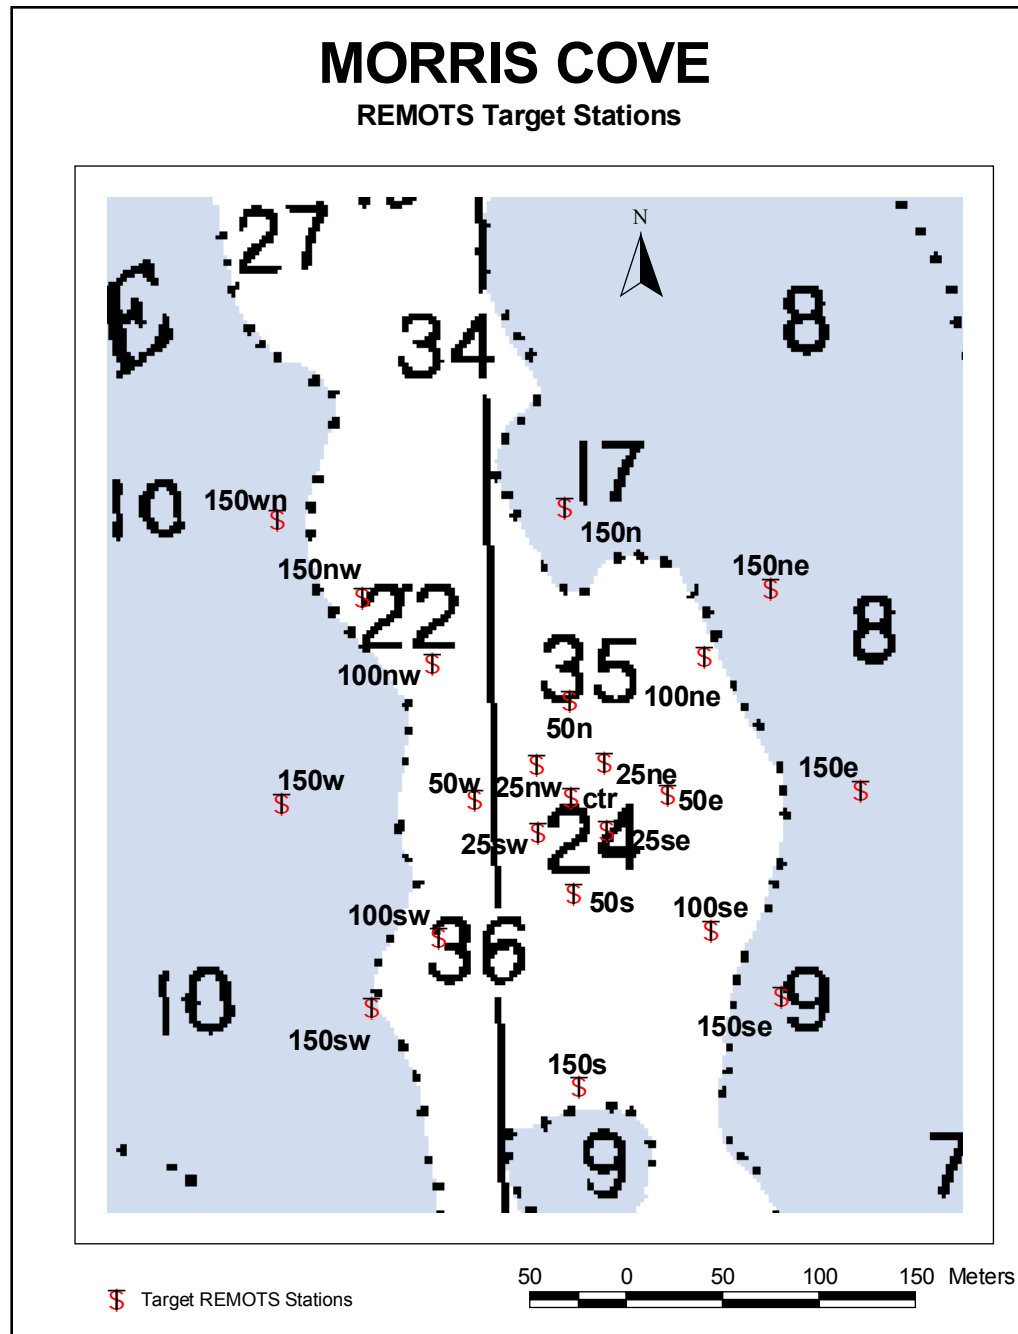 MORRIS COVE
REMOTS Target Stations
27
N
8
34
17
10
150wn
150n
150nw
150ne
22
8
35
100nw
100ne
50n
25ne
150w
50w
25nw
ctr
50e
150e
24
25sw
25se
50s
100sw
100se
36
10
9
150sw
150se
150s
9
7
50 0 50 100 150 Meters
Target REMOTS Stations